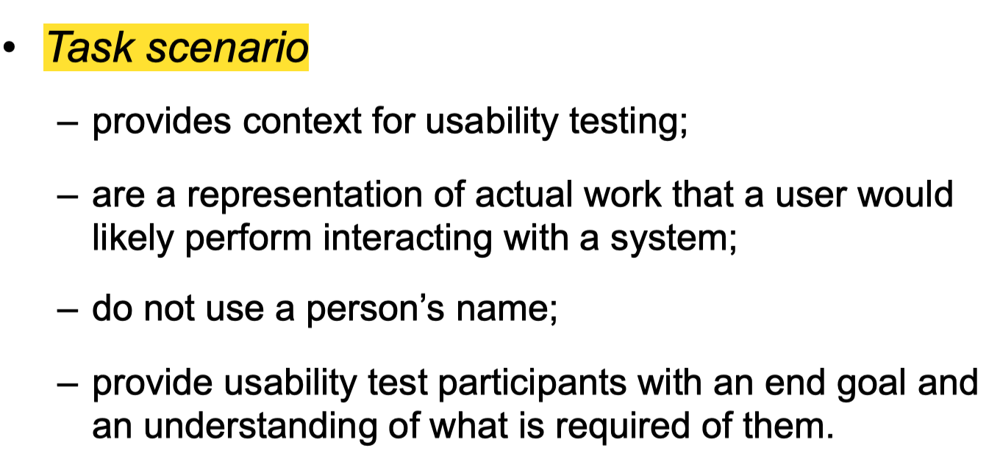 • Task scenario
– provides context for usability testing;
– are a representation of actual work that a user would
likely perform interacting with a system;
– do not use a person’s name;
– provide usability test participants with an end goal and
an understanding of what is required of them.